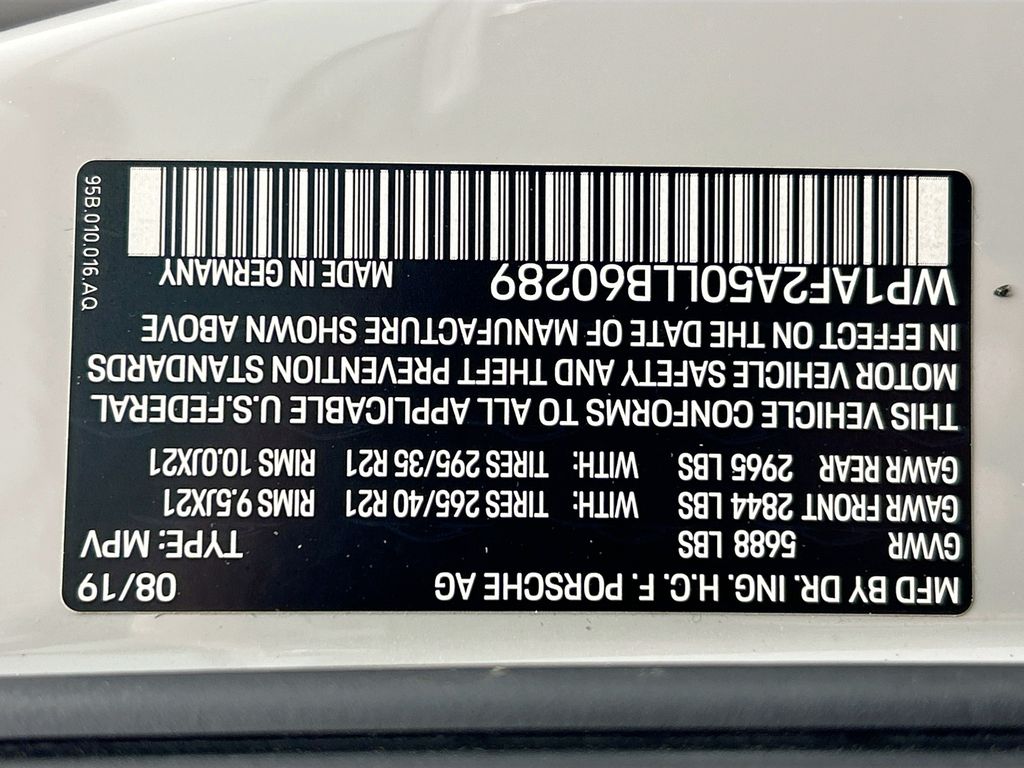 MFD BY DR. ING. H.C. F. PORSCHE AG 08/19
GVWR 5688 LBS TYPE: MPV
GAWR FRONT 2844 LBS WITH: TIRES 265/40 R21 RIMS 9.5JX21
GAWR REAR 2965 LBS WITH: TIRES 295/35 R21 RIMS 10.0JX21
THIS VEHICLE CONFORMS TO ALL APPLICABLE U.S.FEDERAL
MOTOR VEHICLE SAFETY AND THEFT PREVENTION STANDARDS
IN EFFECT ON THE DATE OF MANUFACTURE SHOWN ABOVE
WP1AF2A50LLB60289 MADE IN GERMANY
95B.010.016.AQ